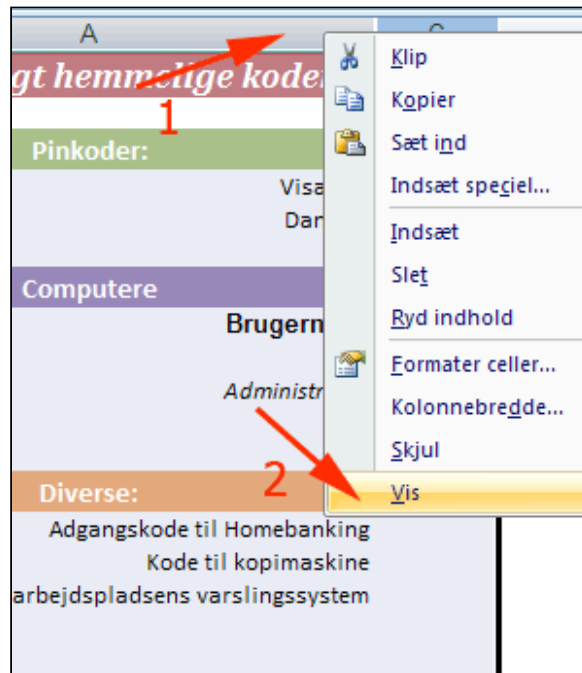 A
C
gt hemmelige koder
1
Pinkoder:
Visa
Dan
Computere
Brugern
Administr
2
Diverse:
Adgangskode til Homebanking
Kode til kopimaskine
arbejdspladsens varslingssystem
Klip
Kopier
Sæt ind
Indsæt speciel...
Indsæt
Slet
Ryd indhold
Formater celler...
Kolonnebredde...
Skjul
Vis